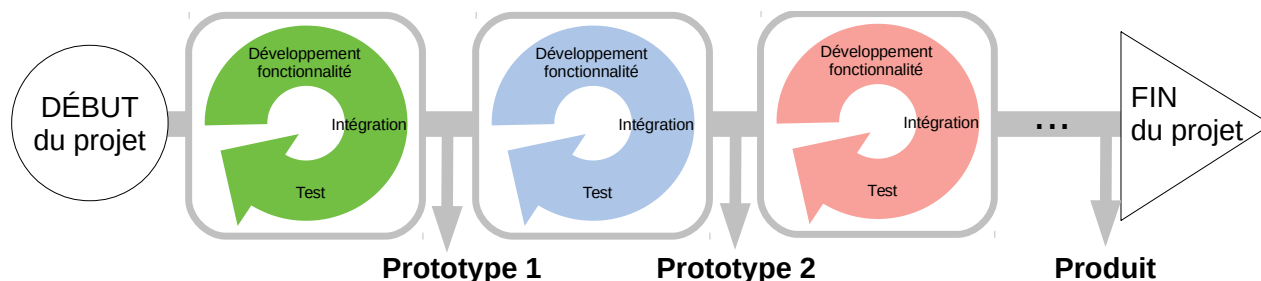 DÉBUT
du projet
Développement
fonctionnalité
Intégration
Test
Développement
fonctionnalité
Intégration
Test
Développement
fonctionnalité
Intégration
Test
...
FIN
du projet
Prototype 1
Prototype 2
Produit